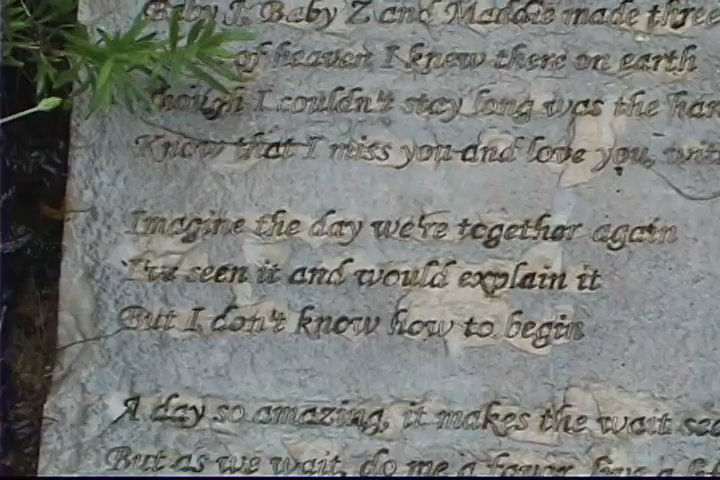 Baby J, Baby Z and Maddie made three
of heaven I knew there on earth
Though I couldn't stay long was the
Know that I miss you and love you,
Imagine the day we're together again
I've seen it and would explain it
But I don't know how to begin
A day so amazing, it makes the wait
But as we wait, do me a favor, live a